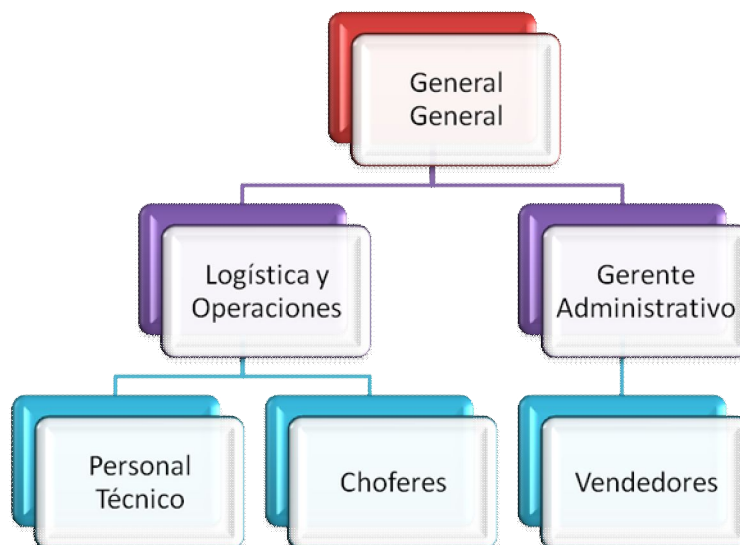 General
General
Logística y
Operaciones
Gerente
Administrativo
Personal
Técnico
Choferes
Vendedores